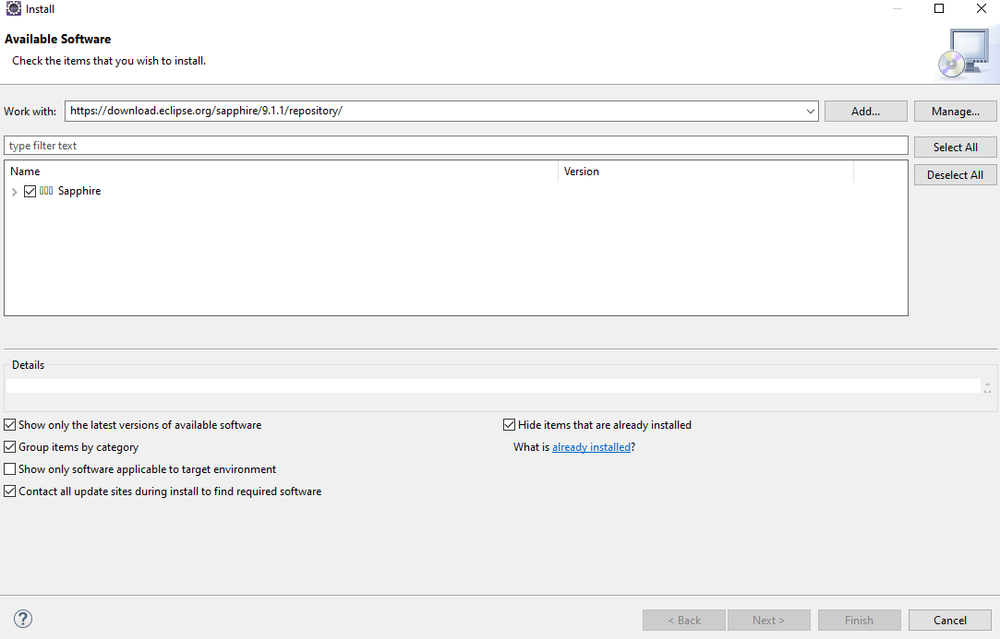 Install
Available Software
Check the items that you wish to install.
Work with: https://download.eclipse.org/sapphire/9.1.1/repository/ Add... Manage...
type filter text Select All
Name Version Deselect All
Sapphire
Details
Show only the latest versions of available software Hide items that are already installed
Group items by category What is already installed?
Show only software applicable to target environment
Contact all update sites during install to find required software
? < Back Next > Finish Cancel